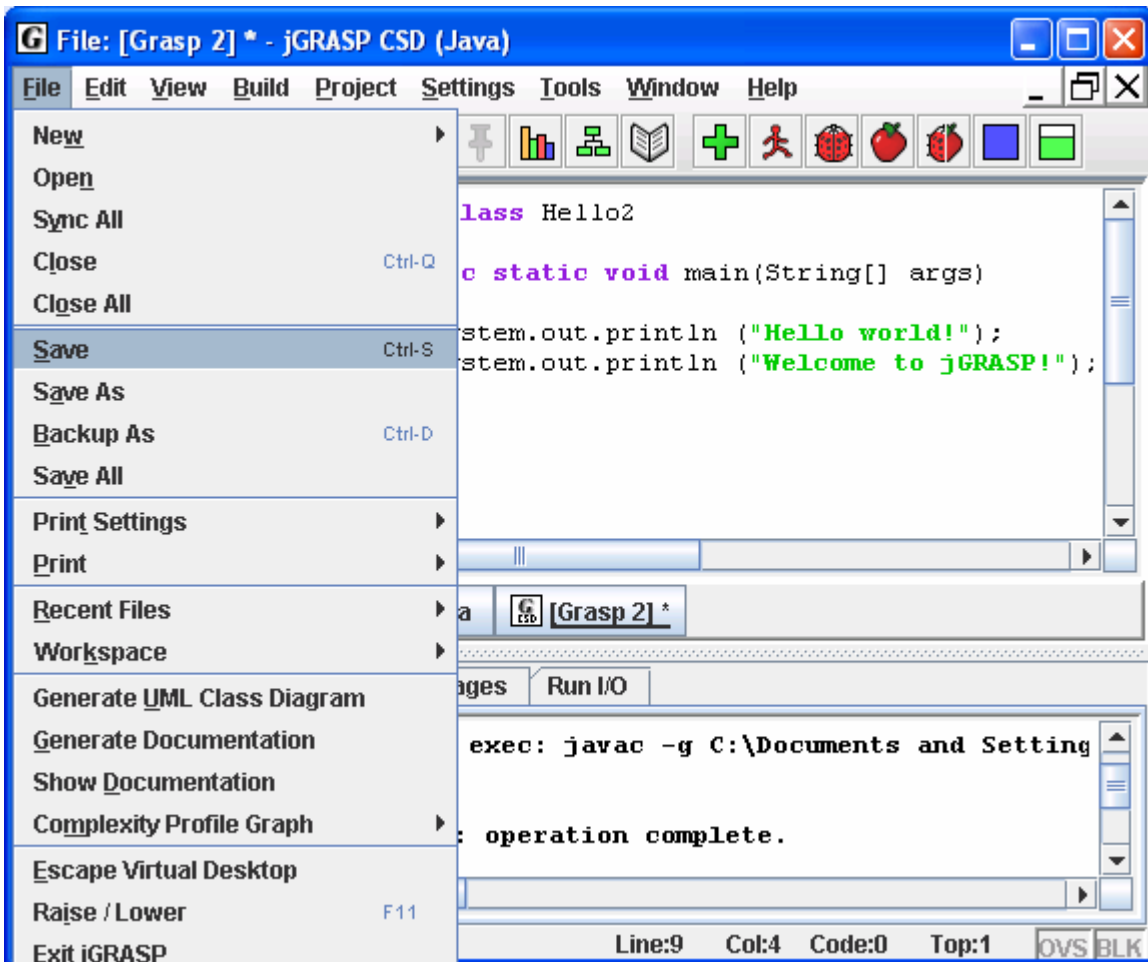 File: [Grasp 2] * - jGRASP CSD (Java)
File Edit View Build Project Settings Tools Window Help
New
Open
Sync All
Close Ctrl-Q
Close All
Save Ctrl-S
Save As
Backup As Ctrl-D
Save All
Print Settings
Print
Recent Files
Workspace
Generate UML Class Diagram
Generate Documentation
Show Documentation
Complexity Profile Graph
Escape Virtual Desktop
Raise / Lower F11
Exit jGRASP
lass Hello2
c static void main(String[] args)
stem.out.println ("Hello world!");
stem.out.println ("Welcome to jGRASP!");
a [Grasp 2] *
ages Run I/O
exec: javac -g C:\Documents and Setting
: operation complete.
Line:9 Col:4 Code:0 Top:1 OVS BLK